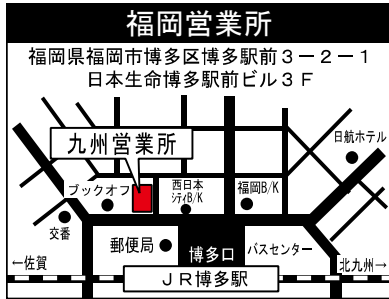 福岡営業所
福岡県福岡市博多区博多駅前3－2－1
日本生命博多駅前ビル3F
九州営業所
日航ホテル
ブックオフ
西日本
シティB/K
福岡B/K
交番
郵便局
博多口
バスセンター
←佐賀
北九州→
JR博多駅